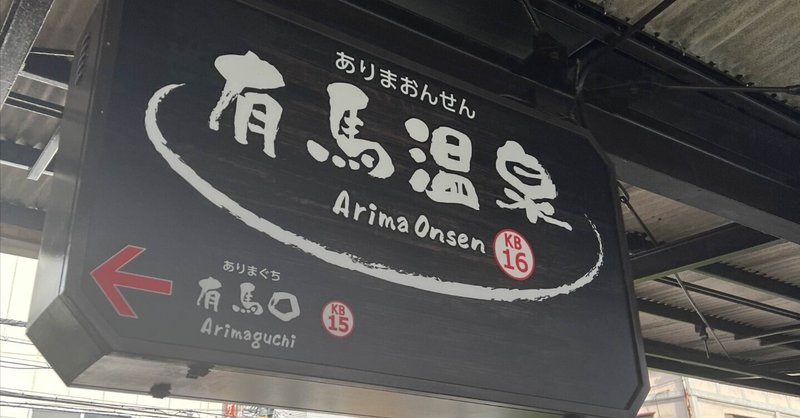 ありまおんせん
有馬温泉
Arima Onsen
KB
16
ありまぐち
有馬口
Arimaguchi
KB
15